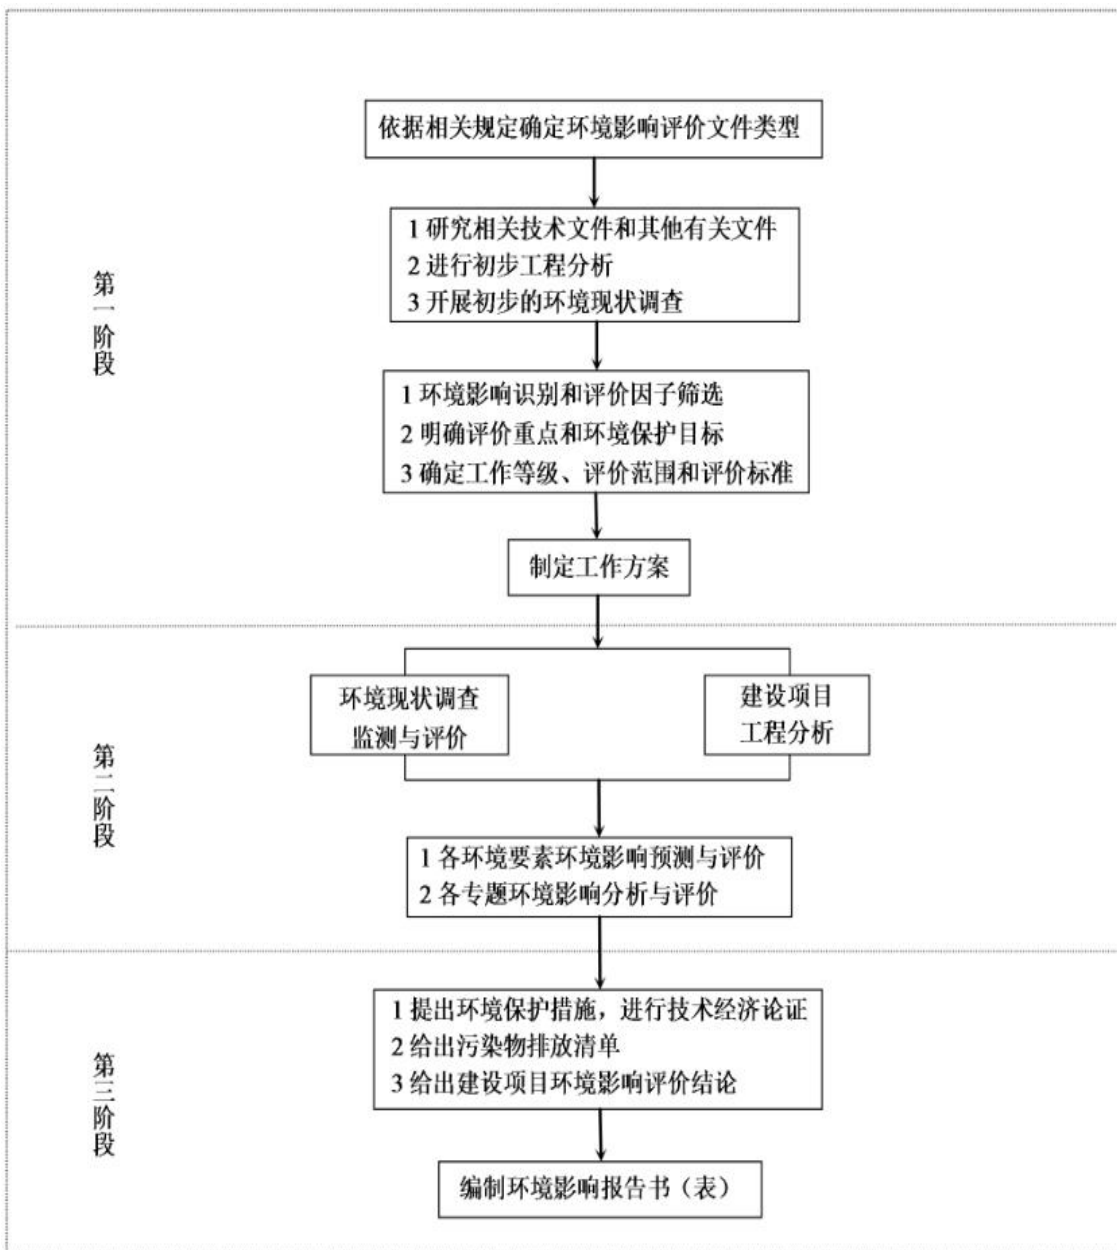 依据相关规定确定环境影响评价文件类型
第一阶段
1 研究相关技术文件和其他有关文件
2 进行初步工程分析
3 开展初步的环境现状调查
1 环境影响识别和评价因子筛选
2 明确评价重点和环境保护目标
3 确定工作等级、评价范围和评价标准
制定工作方案
第二阶段
环境现状调查
监测与评价
建设项目
工程分析
1 各环境要素环境影响预测与评价
2 各专题环境影响分析与评价
第三阶段
1 提出环境保护措施，进行技术经济论证
2 给出污染物排放清单
3 给出建设项目环境影响评价结论
编制环境影响报告书（表）